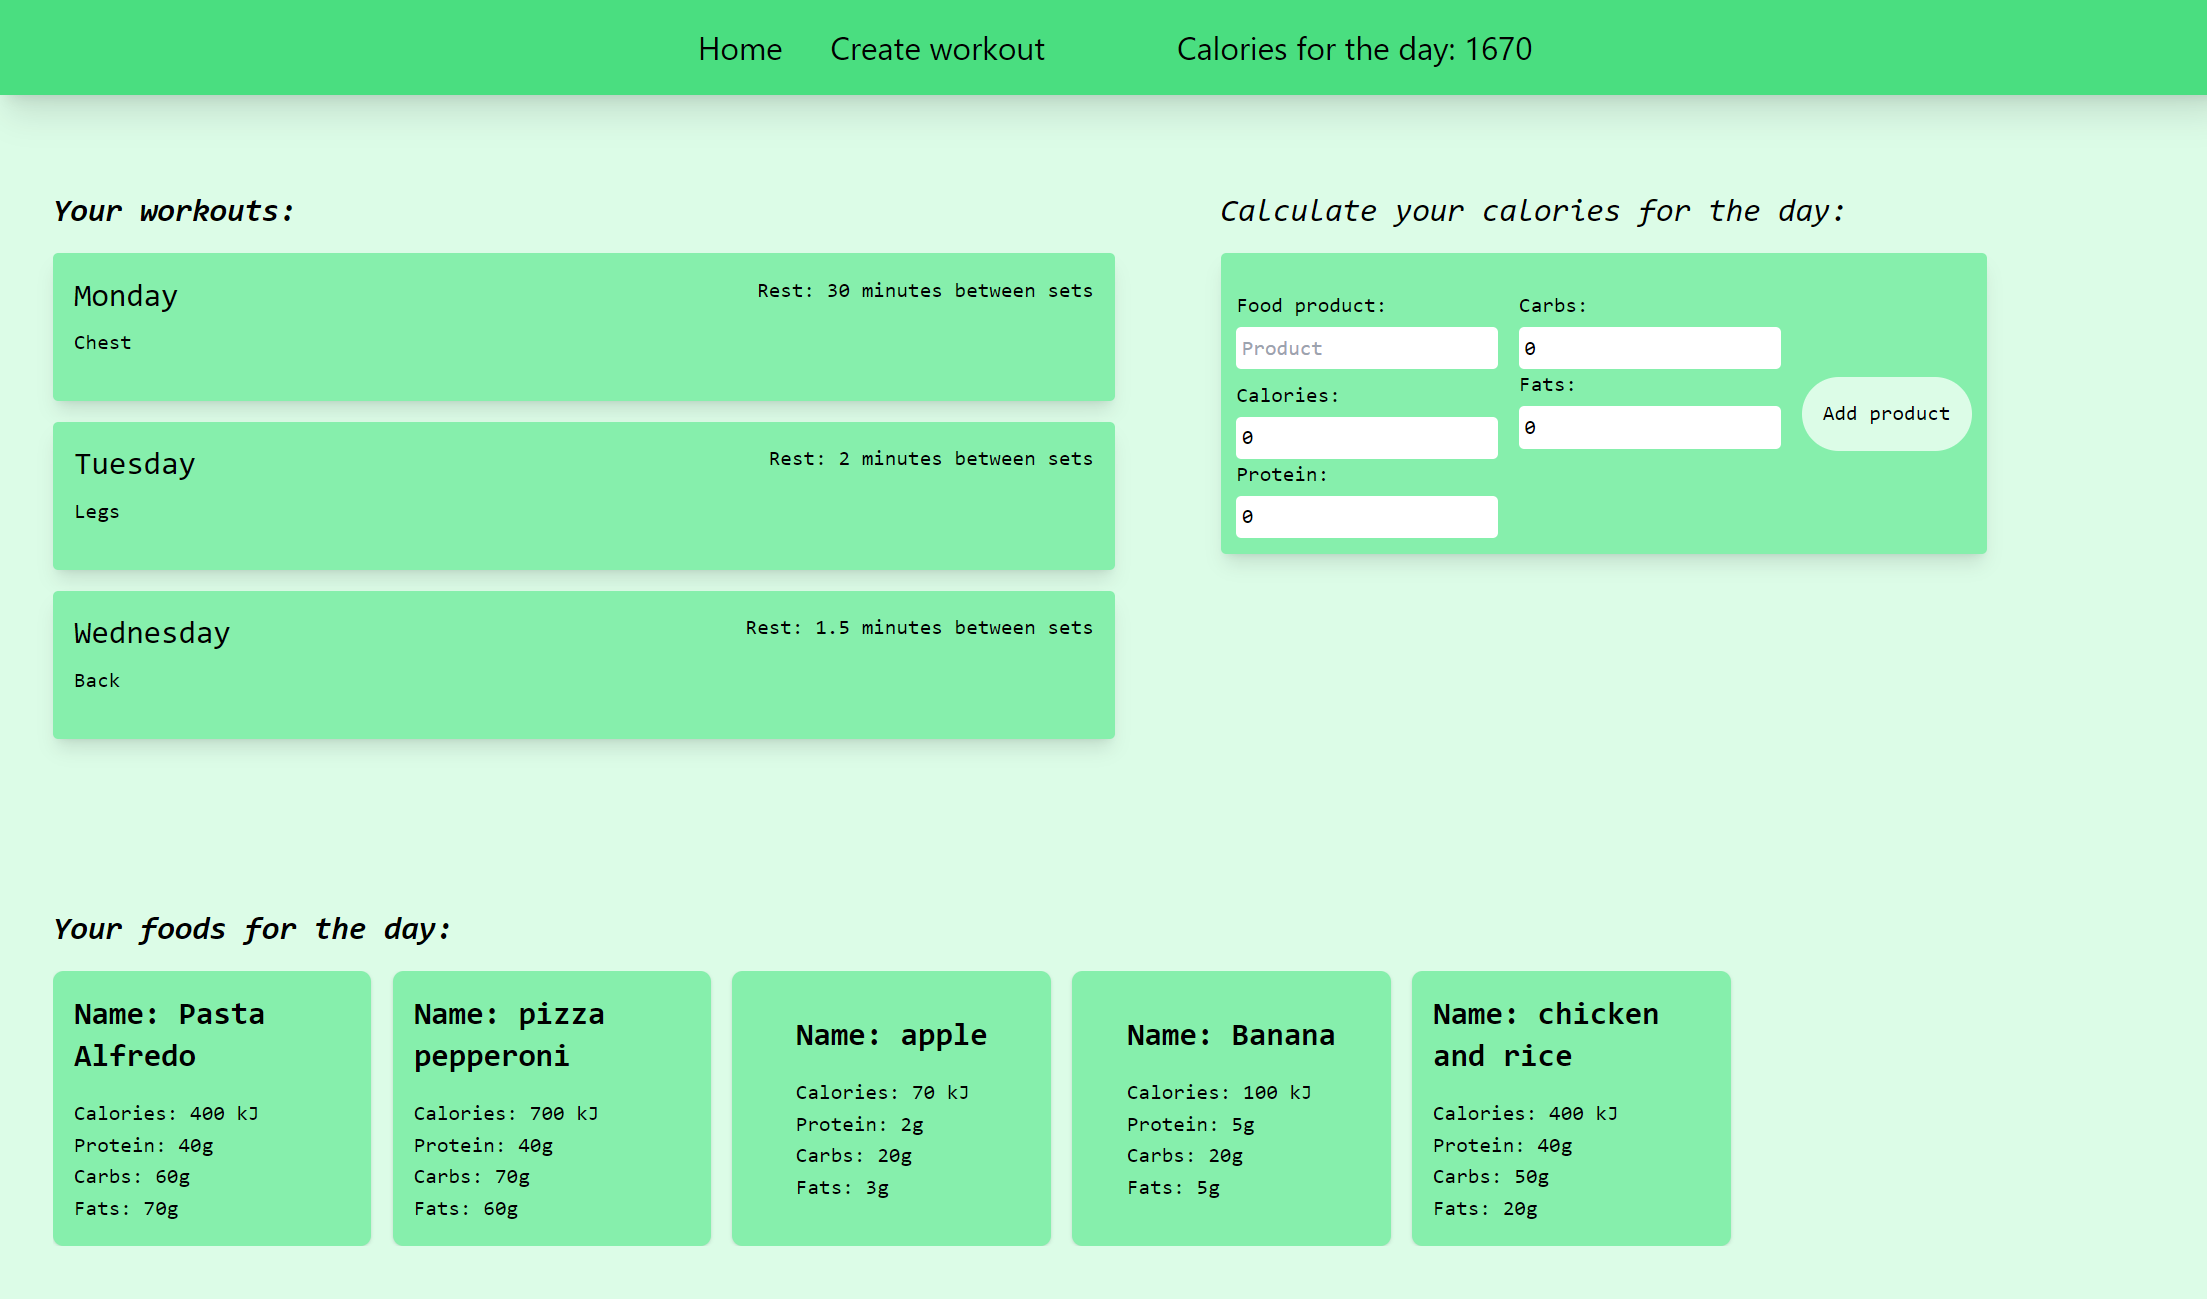 Home Create workout Calories for the day: 1670
Your workouts:
Monday
Rest: 30 minutes between sets
Chest
Tuesday
Rest: 2 minutes between sets
Legs
Wednesday
Rest: 1.5 minutes between sets
Back
Calculate your calories for the day:
Food product:
Product
Calories:
0
Protein:
0
Carbs:
0
Fats:
0
Add product
Your foods for the day:
Name: Pasta
Alfredo
Calories: 400 kJ
Protein: 40g
Carbs: 60g
Fats: 70g
Name: pizza
pepperoni
Calories: 700 kJ
Protein: 40g
Carbs: 70g
Fats: 60g
Name: apple
Calories: 70 kJ
Protein: 2g
Carbs: 20g
Fats: 3g
Name: Banana
Calories: 100 kJ
Protein: 5g
Carbs: 20g
Fats: 5g
Name: chicken
and rice
Calories: 400 kJ
Protein: 40g
Carbs: 50g
Fats: 20g